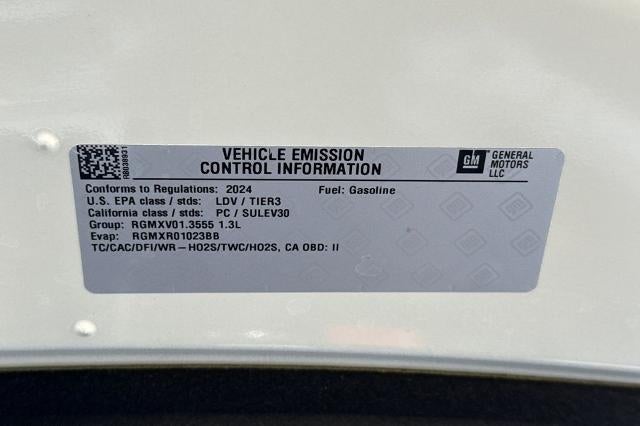 VEHICLE EMISSION
CONTROL INFORMATION
GM
GENERAL
MOTORS
LLC
Conforms to Regulations: 2024 Fuel: Gasoline
U.S. EPA class / stds: LDV / TIER3
California class / stds: PC / SULEV30
Group: RGMXV01.3555 1.3L
Evap: RGMXR01023BB
TC/CAC/DFI/WR-HO2S/TWC/HO2S, CA OBD: II